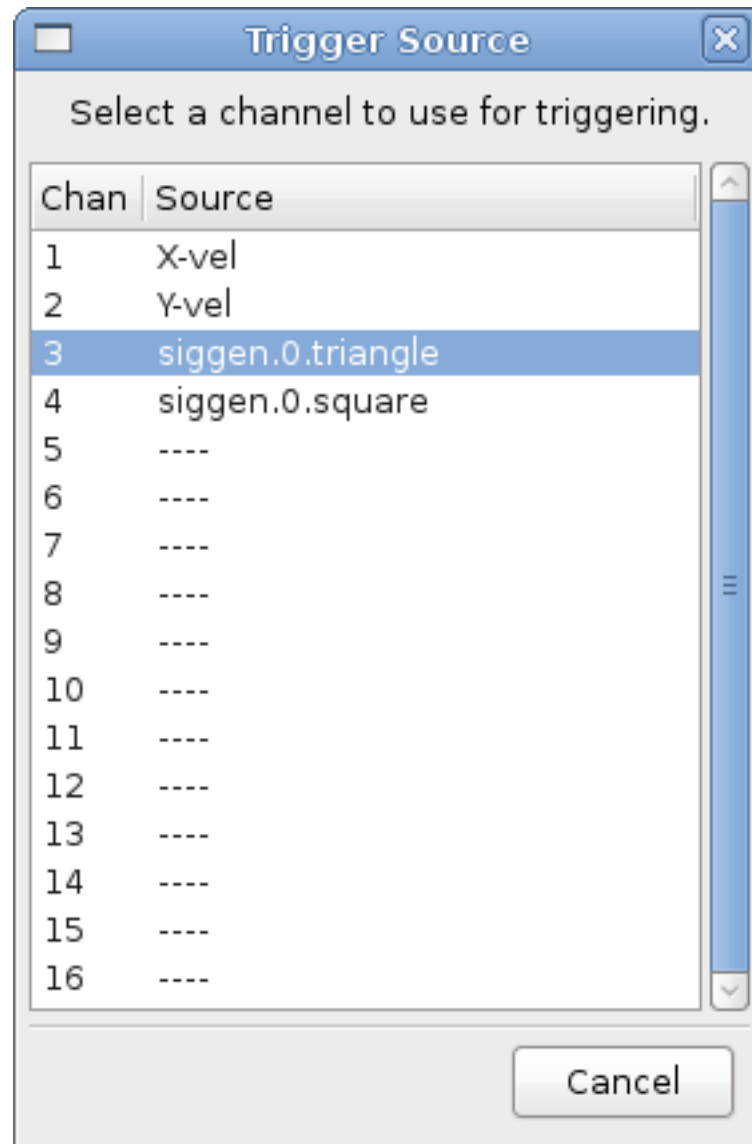 Trigger Source
Select a channel to use for triggering.
Chan Source
1 X-vel
2 Y-vel
3 siggen.0.triangle
4 siggen.0.square
5 ----
6 ----
7 ----
8 ----
9 ----
10 ----
11 ----
12 ----
13 ----
14 ----
15 ----
16 ----
Cancel